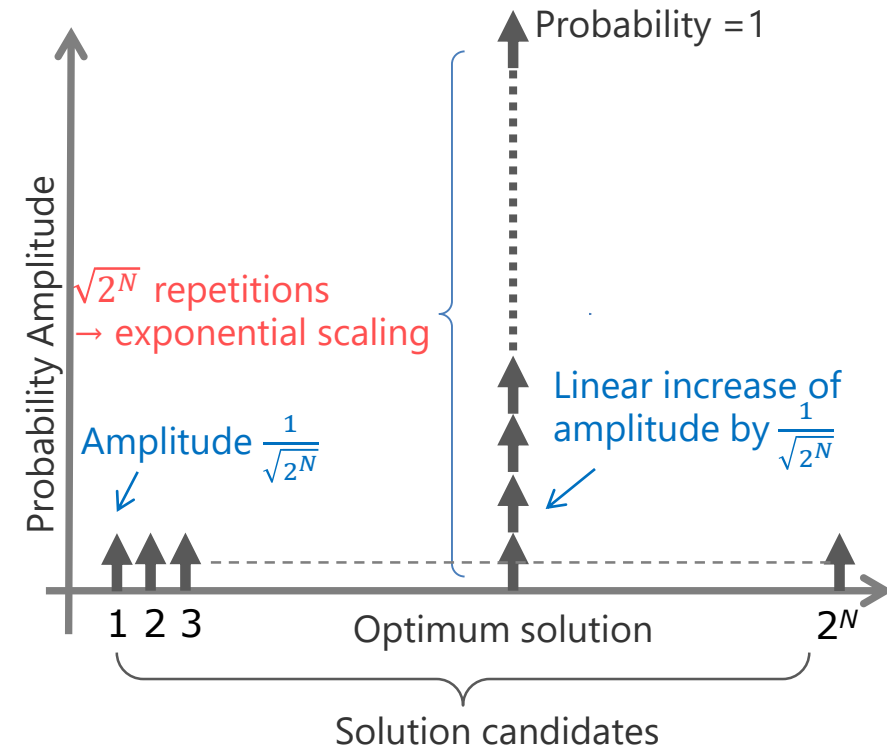 Probability =1
Probability Amplitude
√2^N repetitions
→ exponential scaling
Linear increase of
amplitude by 1/√2^N
Amplitude 1/√2^N
1 2 3
Optimum solution
2^N
Solution candidates